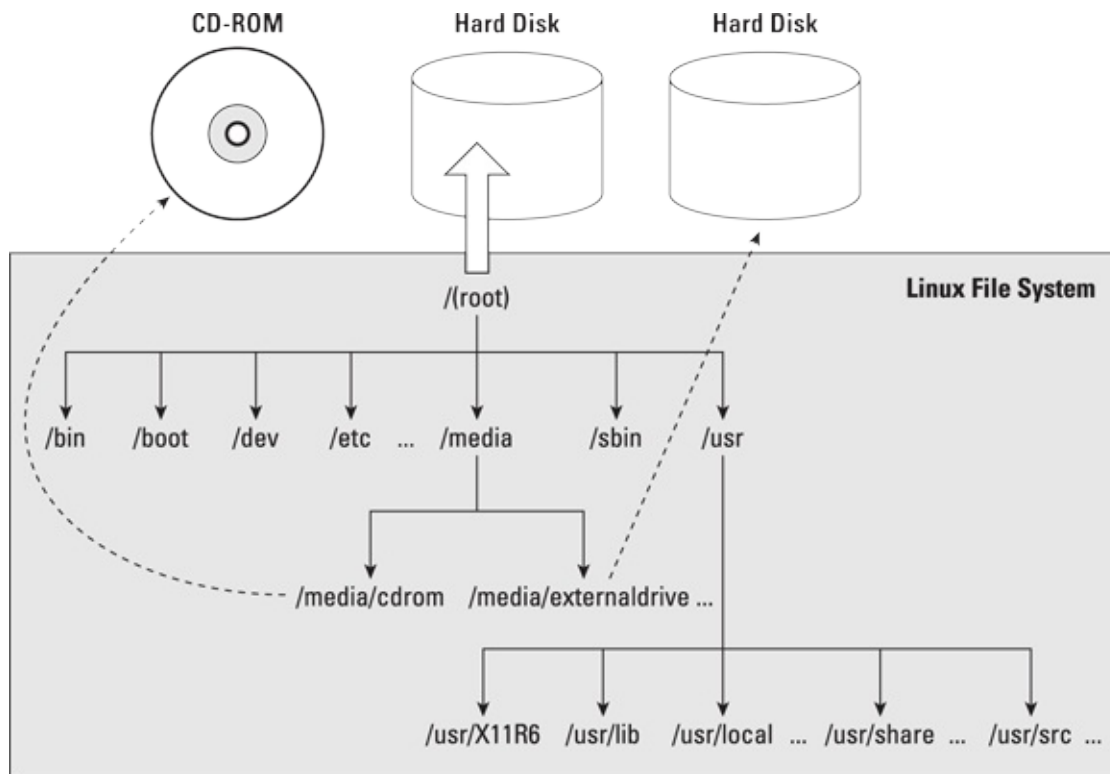 CD-ROM Hard Disk Hard Disk
Linux File System
/(root)
/bin /boot /dev /etc ... /media /sbin /usr
/media/cdrom /media/externaldrive ...
/usr/X11R6 /usr/lib /usr/local ... /usr/share ... /usr/src ...